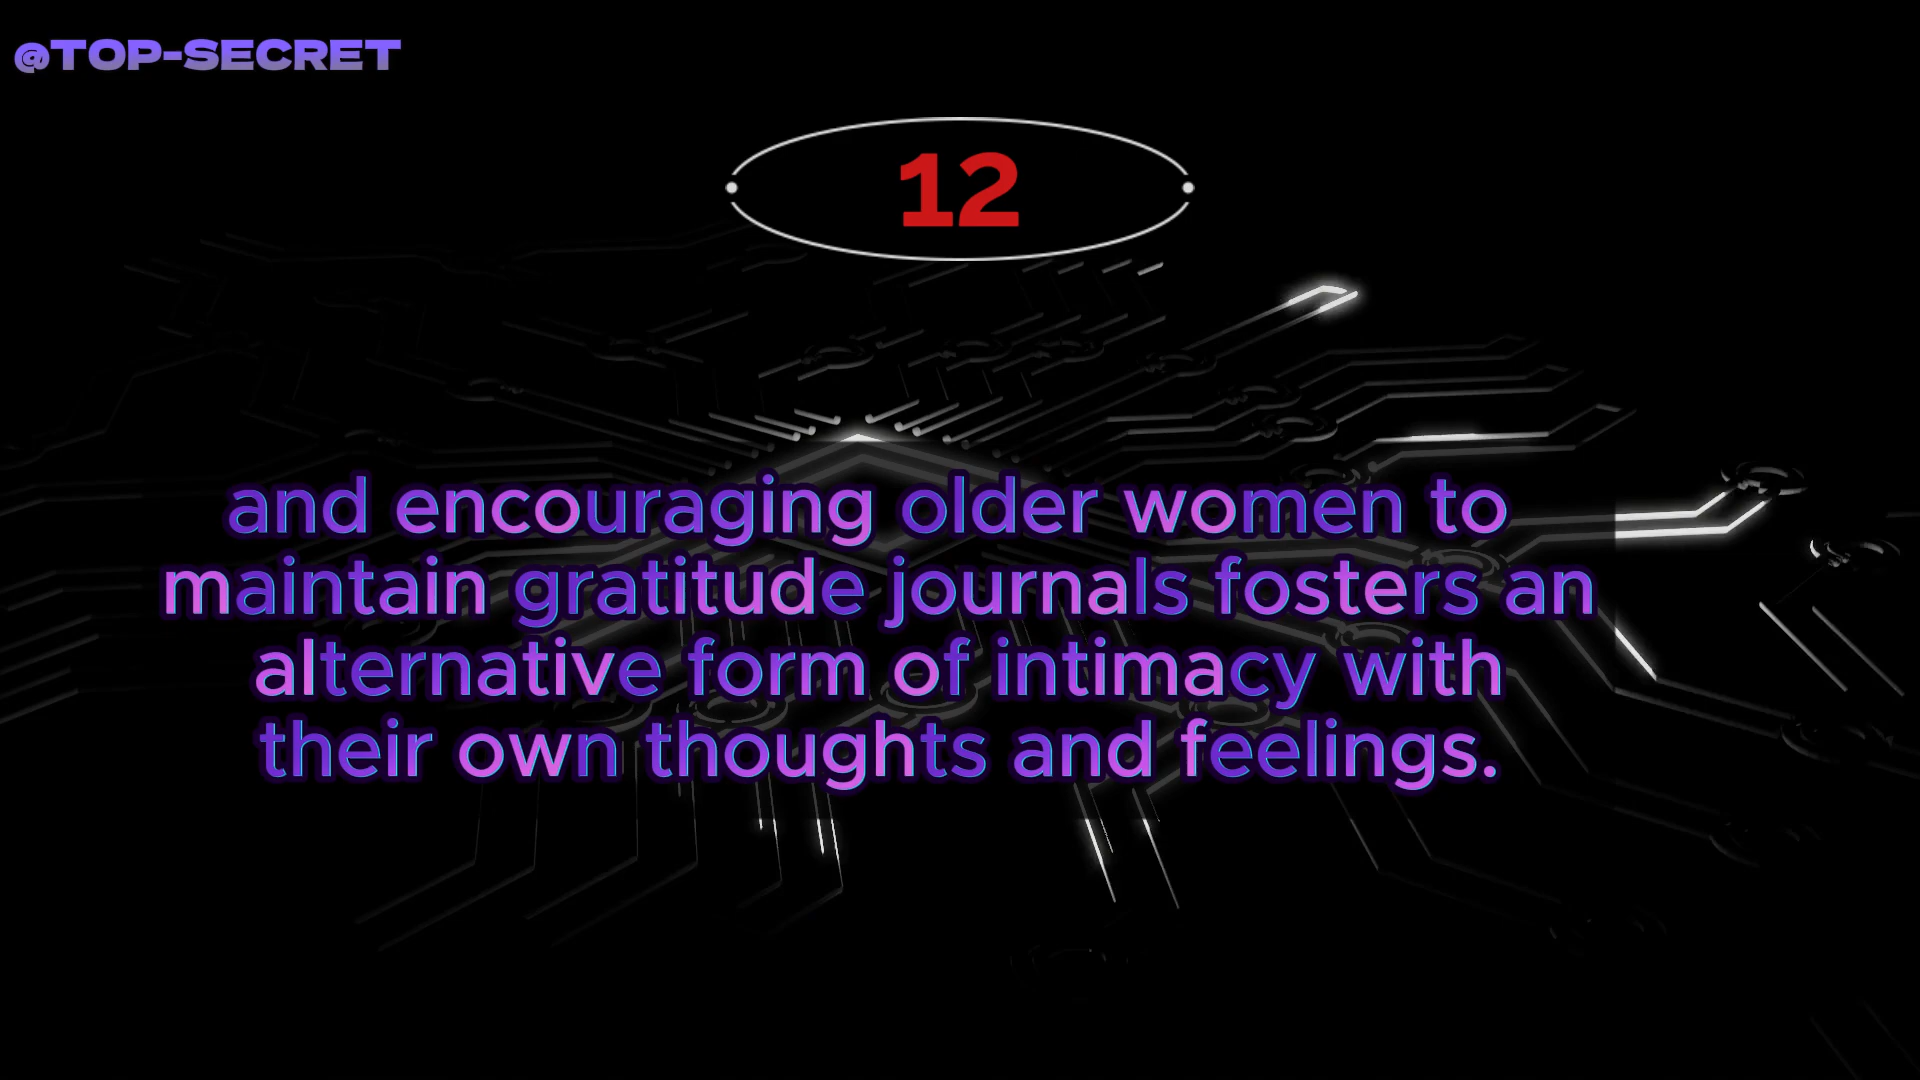 @TOP-SECRET
12
and encouraging older women to
maintain gratitude journals fosters an
alternative form of intimacy with
their own thoughts and feelings.